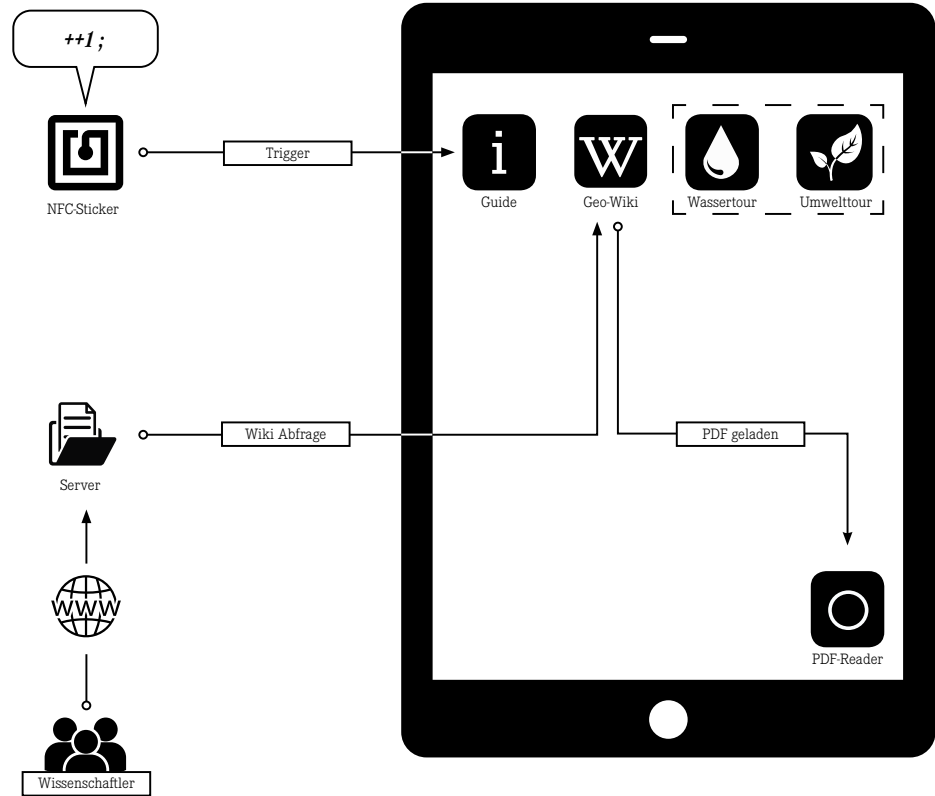 ++1;
NFC-Sticker
Trigger
i
Guide
W
Geo-Wiki
Wassertour
Umwelttour
Server
Wiki Abfrage
PDF geladen
WWW
PDF-Reader
Wissenschaftler